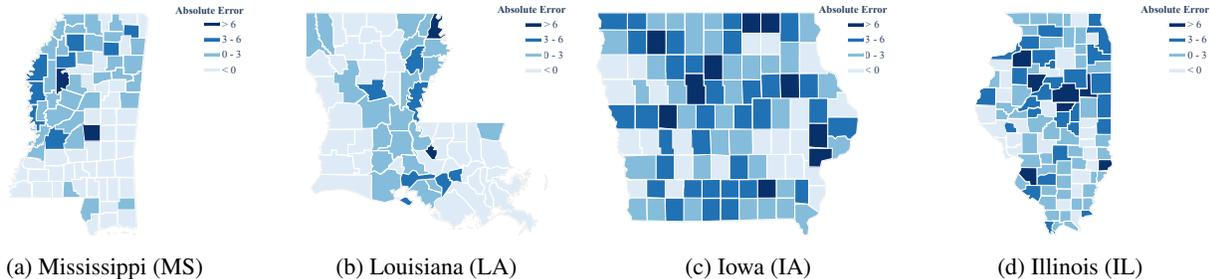 Absolute Error
> 6
3 - 6
0 - 3
< 0
Absolute Error
> 6
3 - 6
0 - 3
< 0
Absolute Error
> 6
3 - 6
0 - 3
< 0
Absolute Error
> 6
3 - 6
0 - 3
< 0
(a) Mississippi (MS)
(b) Louisiana (LA)
(c) Iowa (IA)
(d) Illinois (IL)